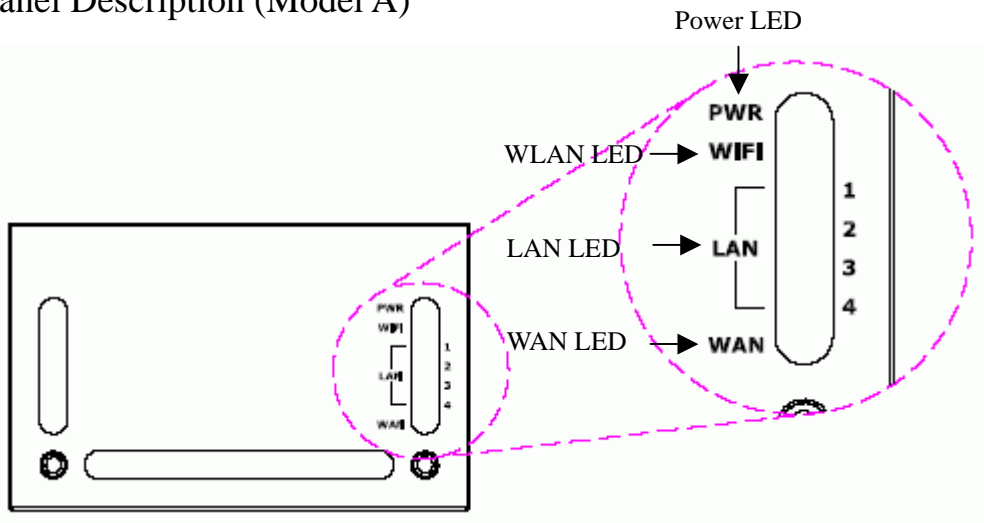 anel Description (Model A)
Power LED
PWR
WLAN LED
WIFI
1
2
LAN LED
LAN
3
4
WAN LED
WAN
PWR
WIFI
1
2
LAN
3
4
WAN